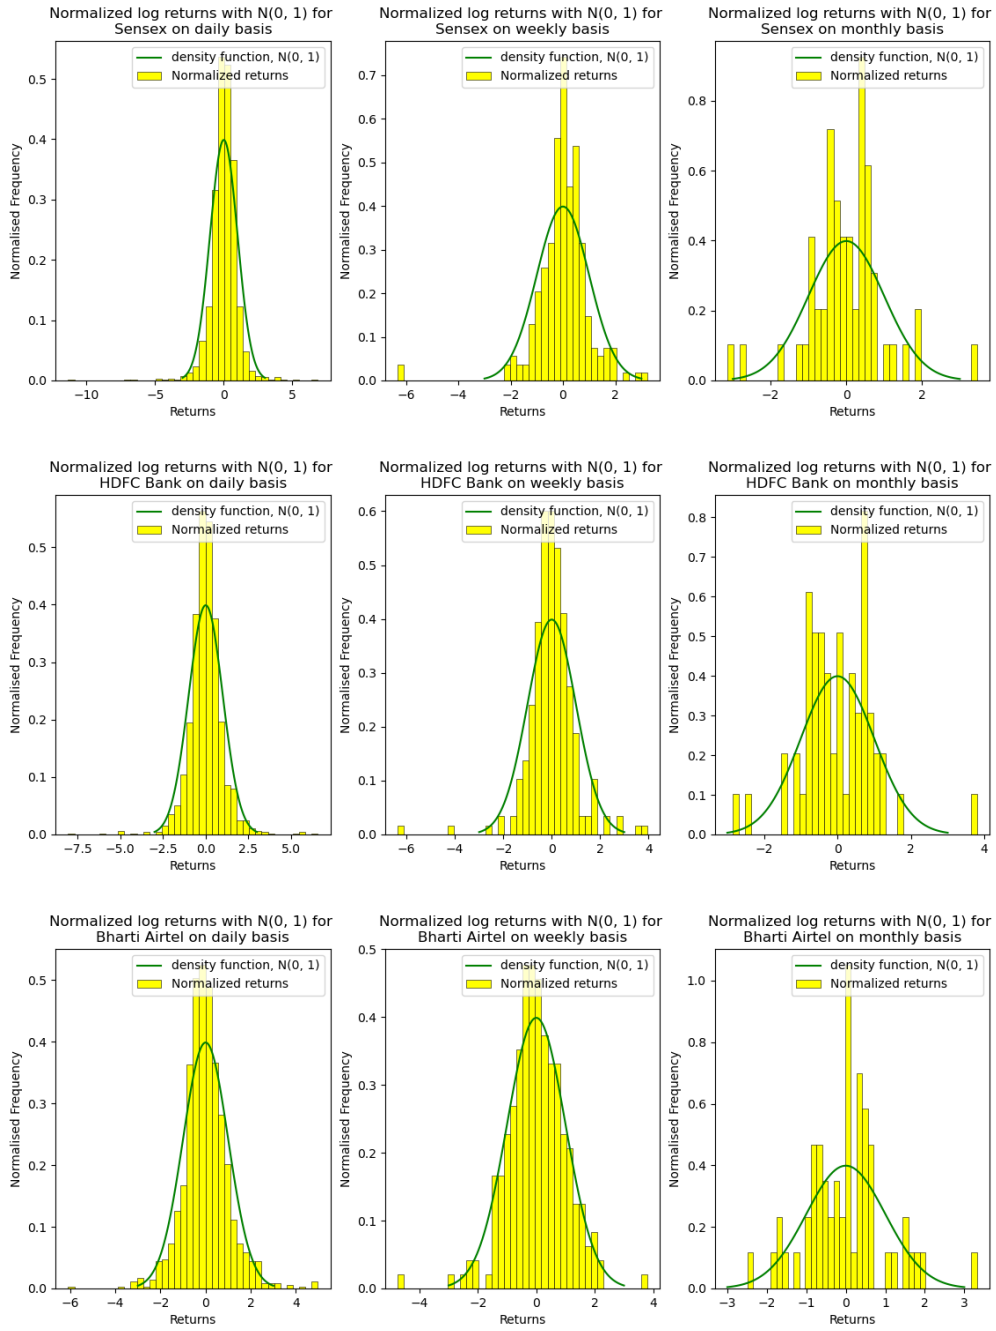 Normalized log returns with N(0, 1) for
Sensex on daily basis
density function, N(0, 1)
Normalized returns
Normalised Frequency
0.5
0.4
0.3
0.2
0.1
0.0
−10
−5
0
5
Returns
Normalized log returns with N(0, 1) for
Sensex on weekly basis
density function, N(0, 1)
Normalized returns
Normalised Frequency
0.7
0.6
0.5
0.4
0.3
0.2
0.1
0.0
−6
−4
−2
0
2
Returns
Normalized log returns with N(0, 1) for
Sensex on monthly basis
density function, N(0, 1)
Normalized returns
Normalised Frequency
0.8
0.6
0.4
0.2
0.0
−2
0
2
Returns
Normalized log returns with N(0, 1) for
HDFC Bank on daily basis
density function, N(0, 1)
Normalized returns
Normalised Frequency
0.5
0.4
0.3
0.2
0.1
0.0
−7.5
−5.0
−2.5
0.0
2.5
5.0
Returns
Normalized log returns with N(0, 1) for
HDFC Bank on weekly basis
density function, N(0, 1)
Normalized returns
Normalised Frequency
0.6
0.5
0.4
0.3
0.2
0.1
0.0
−6
−4
−2
0
2
4
Returns
Normalized log returns with N(0, 1) for
HDFC Bank on monthly basis
density function, N(0, 1)
Normalized returns
Normalised Frequency
0.8
0.7
0.6
0.5
0.4
0.3
0.2
0.1
0.0
−2
0
2
4
Returns
Normalized log returns with N(0, 1) for
Bharti Airtel on daily basis
density function, N(0, 1)
Normalized returns
Normalised Frequency
0.5
0.4
0.3
0.2
0.1
0.0
−6
−4
−2
0
2
4
Returns
Normalized log returns with N(0, 1) for
Bharti Airtel on weekly basis
density function, N(0, 1)
Normalized returns
Normalised Frequency
0.5
0.4
0.3
0.2
0.1
0.0
−4
−2
0
2
4
Returns
Normalized log returns with N(0, 1) for
Bharti Airtel on monthly basis
density function, N(0, 1)
Normalized returns
Normalised Frequency
1.0
0.8
0.6
0.4
0.2
0.0
−3
−2
−1
0
1
2
3
Returns